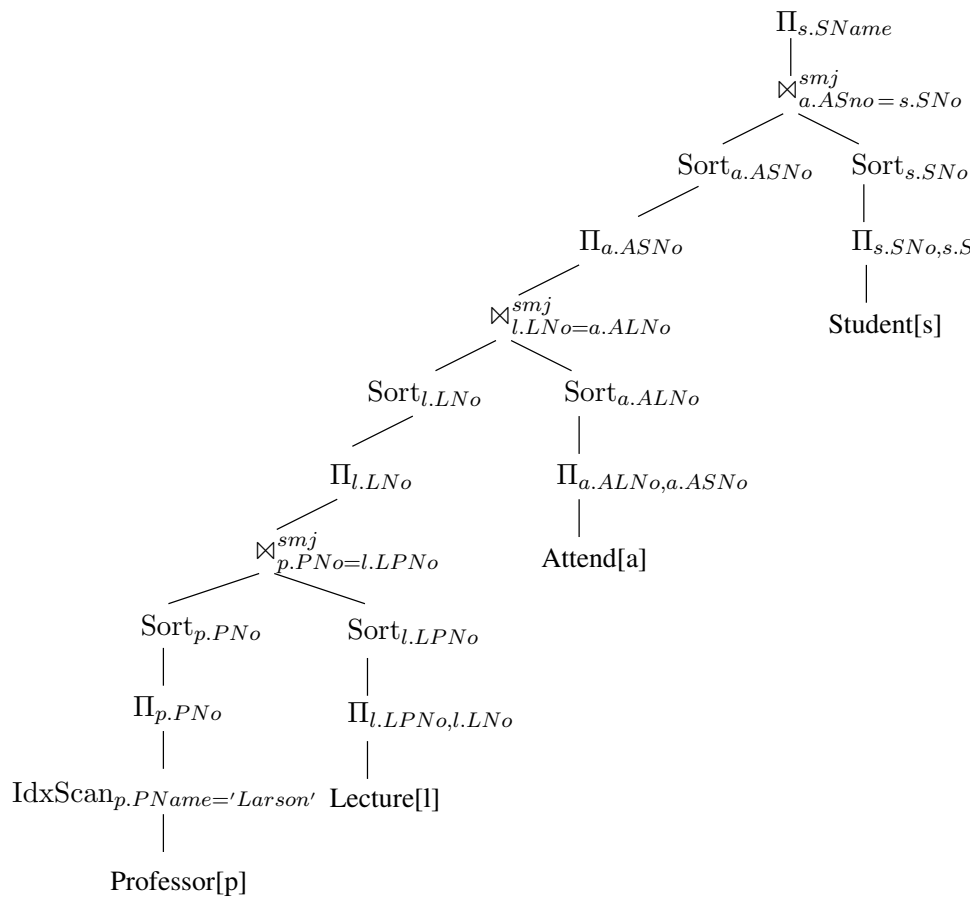 Π_{s.SName}
⋈^{smj}_{a.ASno = s.SNo}
Sort_{a.ASNo} Sort_{s.SNo}
Π_{a.ASNo} Π_{s.SNo,s.S
⋈^{smj}_{l.LNo=a.ALNo} Student[s]
Sort_{l.LNo} Sort_{a.ALNo}
Π_{l.LNo} Π_{a.ALNo,a.ASNo}
⋈^{smj}_{p.PNo=l.LPNo} Attend[a]
Sort_{p.PNo} Sort_{l.LPNo}
Π_{p.PNo} Π_{l.LPNo,l.LNo}
IdxScan_{p.PName='Larson'} Lecture[l]
Professor[p]